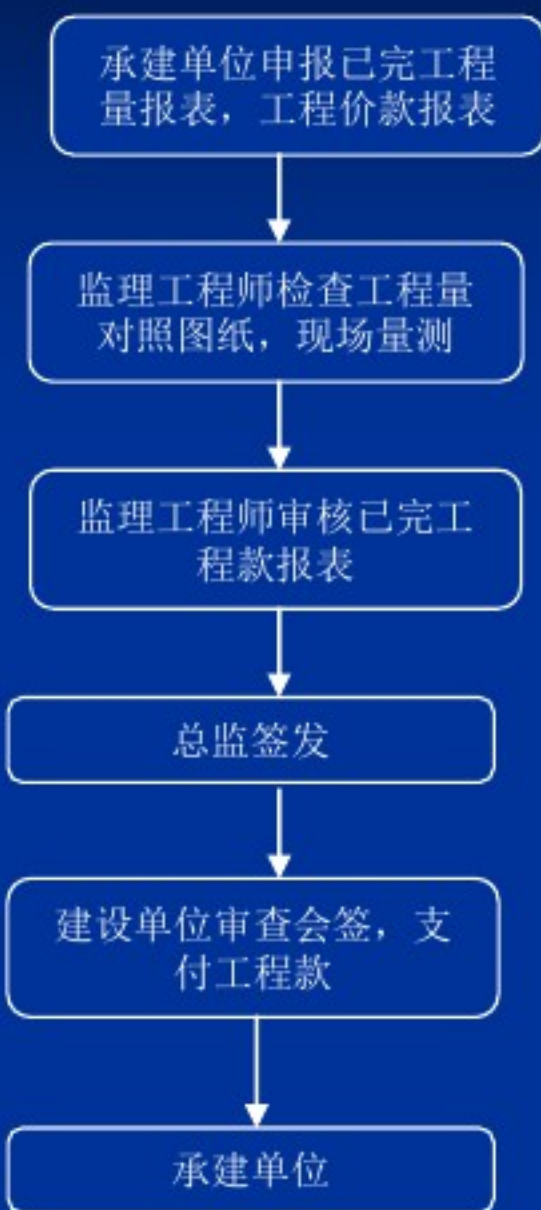 承建单位申报已完工程
量报表，工程价款报表
监理工程师检查工程量
对照图纸，现场量测
监理工程师审核已完工
程款报表
总监签发
建设单位审查会签，支
付工程款
承建单位